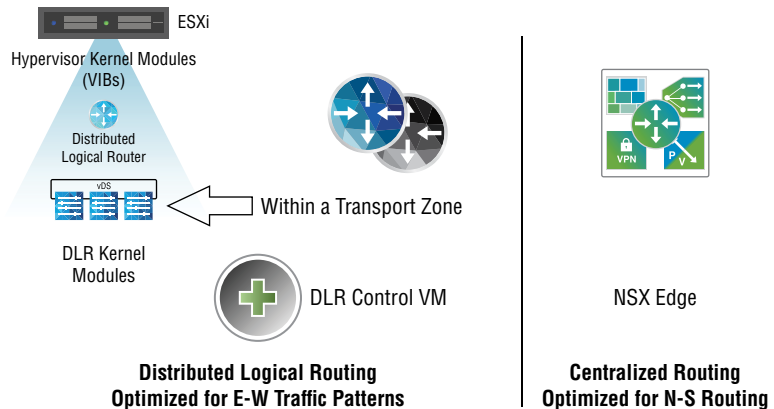 ESXi
Hypervisor Kernel Modules
(VIBs)
Distributed
Logical Router
vDS
Within a Transport Zone
DLR Kernel
Modules
DLR Control VM
Distributed Logical Routing
Optimized for E-W Traffic Patterns
VPN
P
V
NSX Edge
Centralized Routing
Optimized for N-S Routing